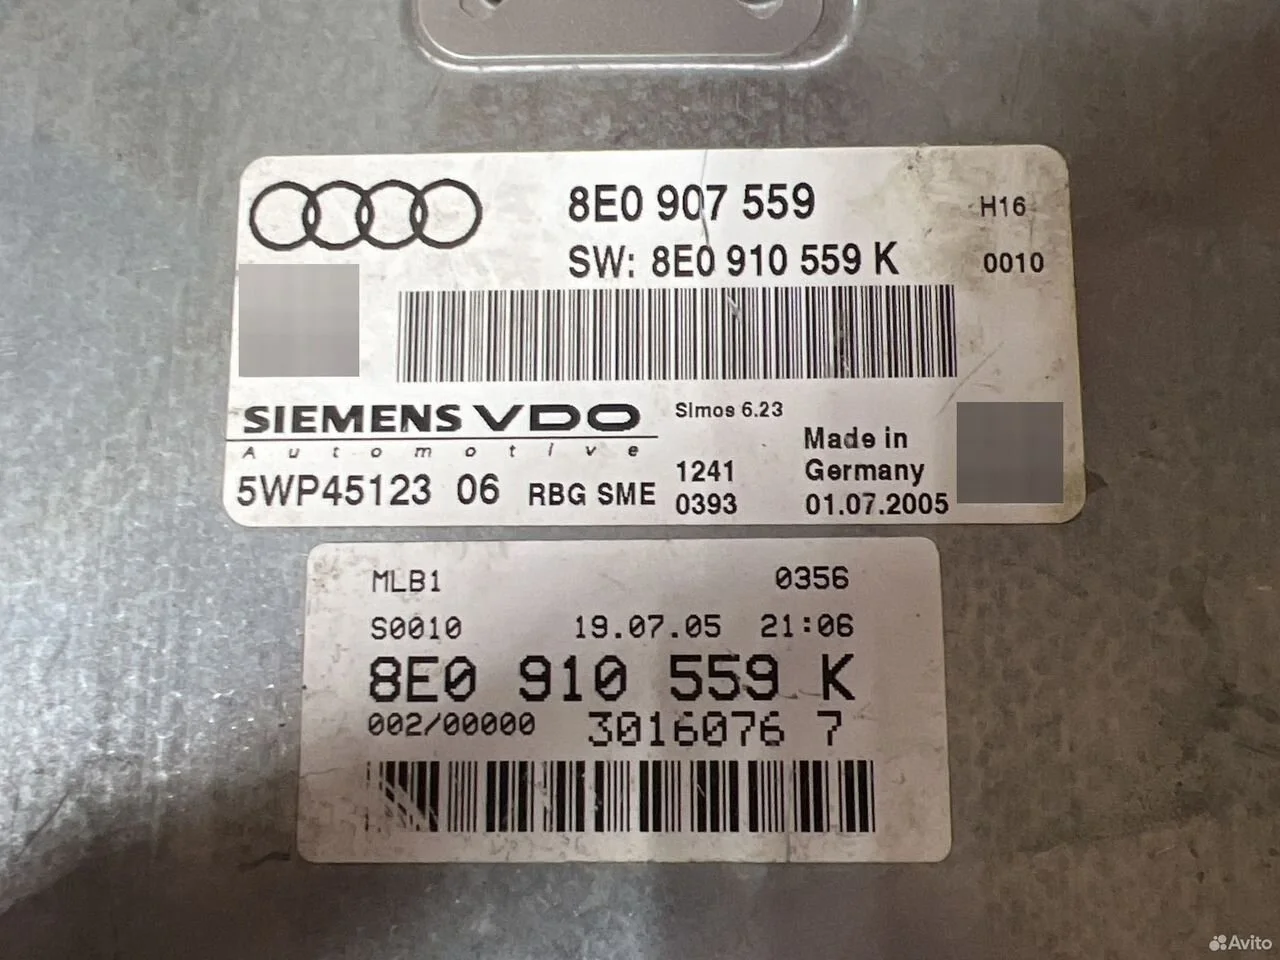 8E0 907 559 H16
SW: 8E0 910 559 K 0010
SIEMENS VDO
Automotive
Simos 6.23
Made in
Germany
5WP45123 06 RBG SME
1241
0393
01.07.2005
MLB1 0356
S0010 19.07.05 21:06
8E0 910 559 K
002/00000 3016076 7
Avito